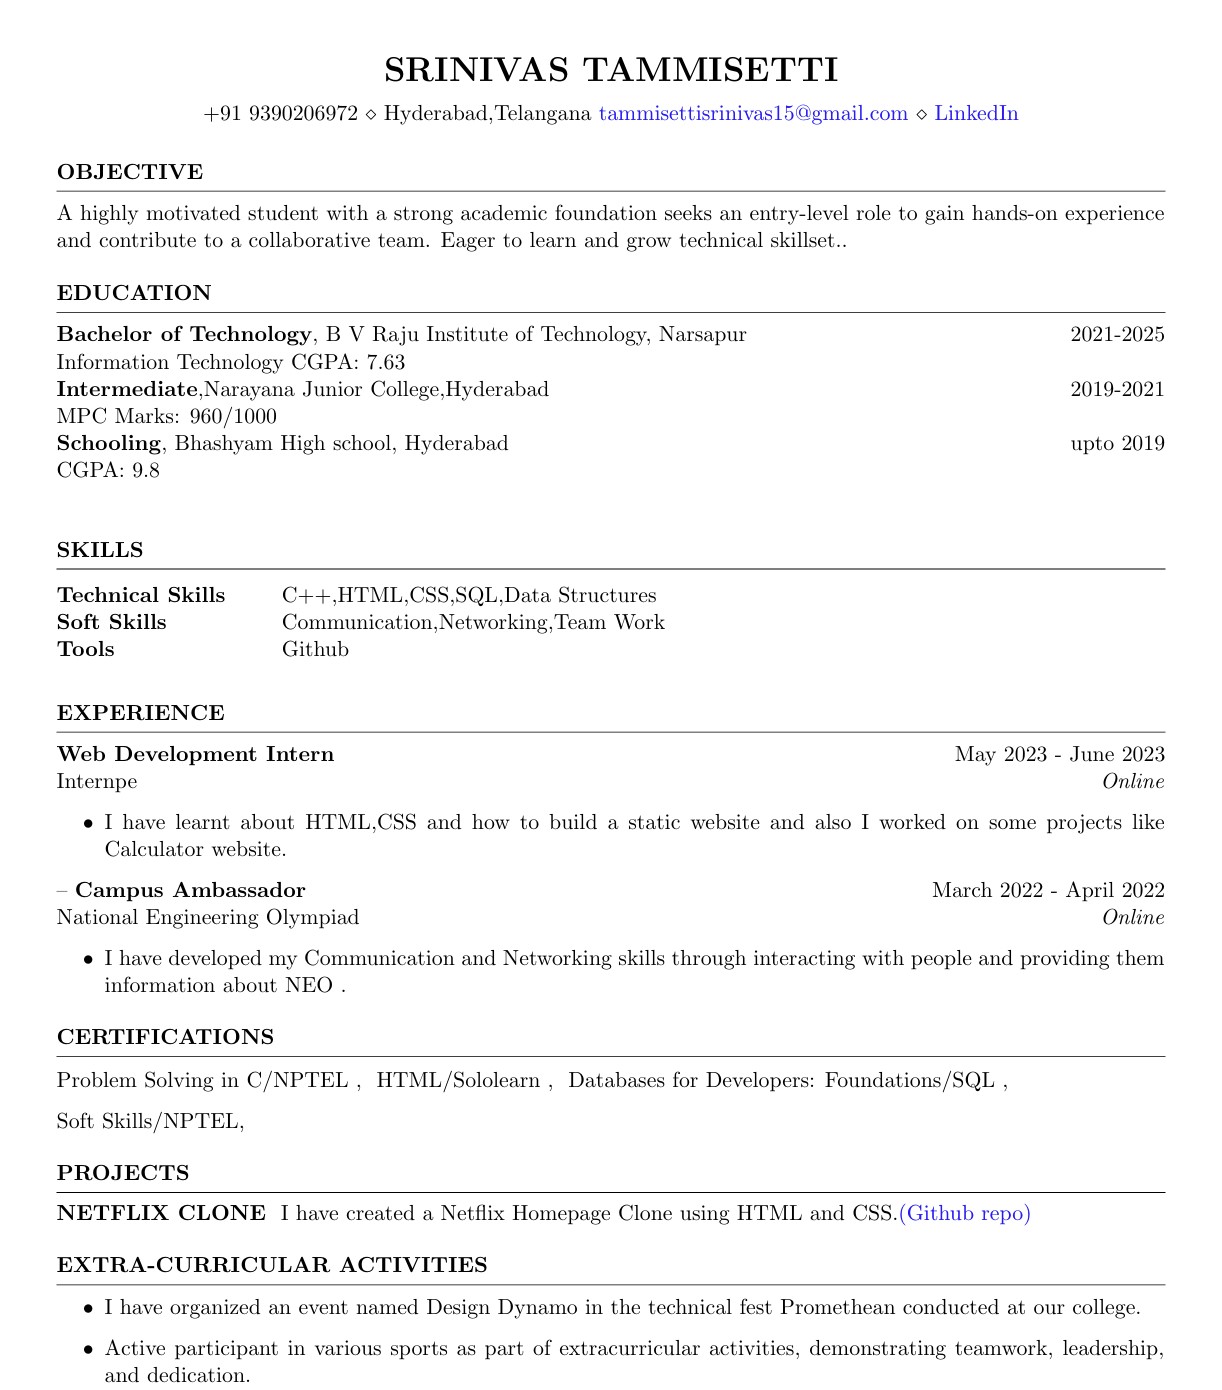 SRINIVAS TAMMISETTI
+91 9390206972 ⋄ Hyderabad,Telangana tammisettisrinivas15@gmail.com ⋄ LinkedIn
OBJECTIVE
A highly motivated student with a strong academic foundation seeks an entry-level role to gain hands-on experience
and contribute to a collaborative team. Eager to learn and grow technical skillset..
EDUCATION
Bachelor of Technology, B V Raju Institute of Technology, Narsapur 2021-2025
Information Technology CGPA: 7.63
Intermediate,Narayana Junior College,Hyderabad 2019-2021
MPC Marks: 960/1000
Schooling, Bhashyam High school, Hyderabad upto 2019
CGPA: 9.8
SKILLS
Technical Skills C++,HTML,CSS,SQL,Data Structures
Soft Skills Communication,Networking,Team Work
Tools Github
EXPERIENCE
Web Development Intern May 2023 - June 2023
Internpe Online
• I have learnt about HTML,CSS and how to build a static website and also I worked on some projects like
Calculator website.
– Campus Ambassador March 2022 - April 2022
National Engineering Olympiad Online
• I have developed my Communication and Networking skills through interacting with people and providing them
information about NEO .
CERTIFICATIONS
Problem Solving in C/NPTEL , HTML/Sololearn , Databases for Developers: Foundations/SQL ,
Soft Skills/NPTEL,
PROJECTS
NETFLIX CLONE I have created a Netflix Homepage Clone using HTML and CSS.(Github repo)
EXTRA-CURRICULAR ACTIVITIES
• I have organized an event named Design Dynamo in the technical fest Promethean conducted at our college.
• Active participant in various sports as part of extracurricular activities, demonstrating teamwork, leadership,
and dedication.